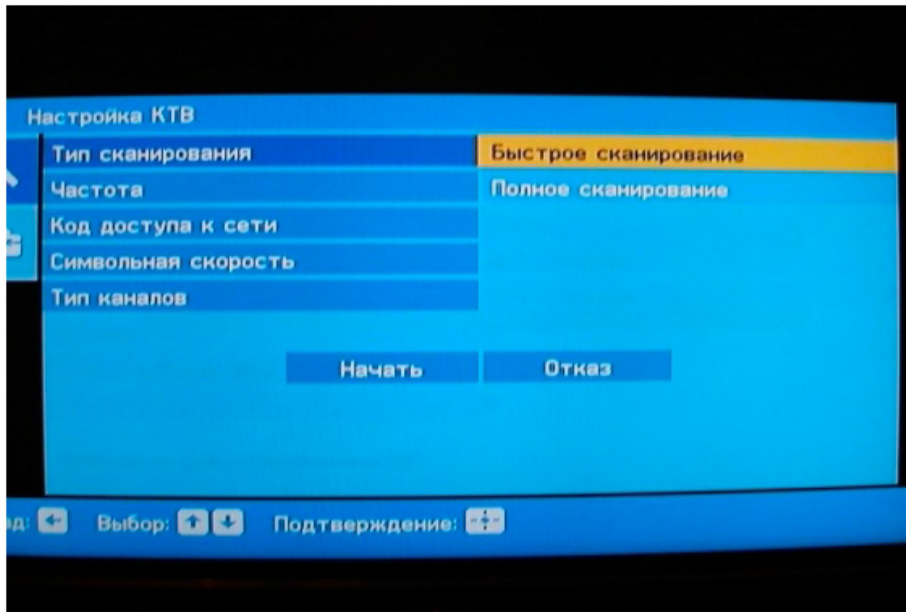 Настройка КТВ
Тип сканирования
Быстрое сканирование
Частота
Полное сканирование
Код доступа к сети
Символьная скорость
Тип каналов
Начать
Отказ
Выбор:
Подтверждение: